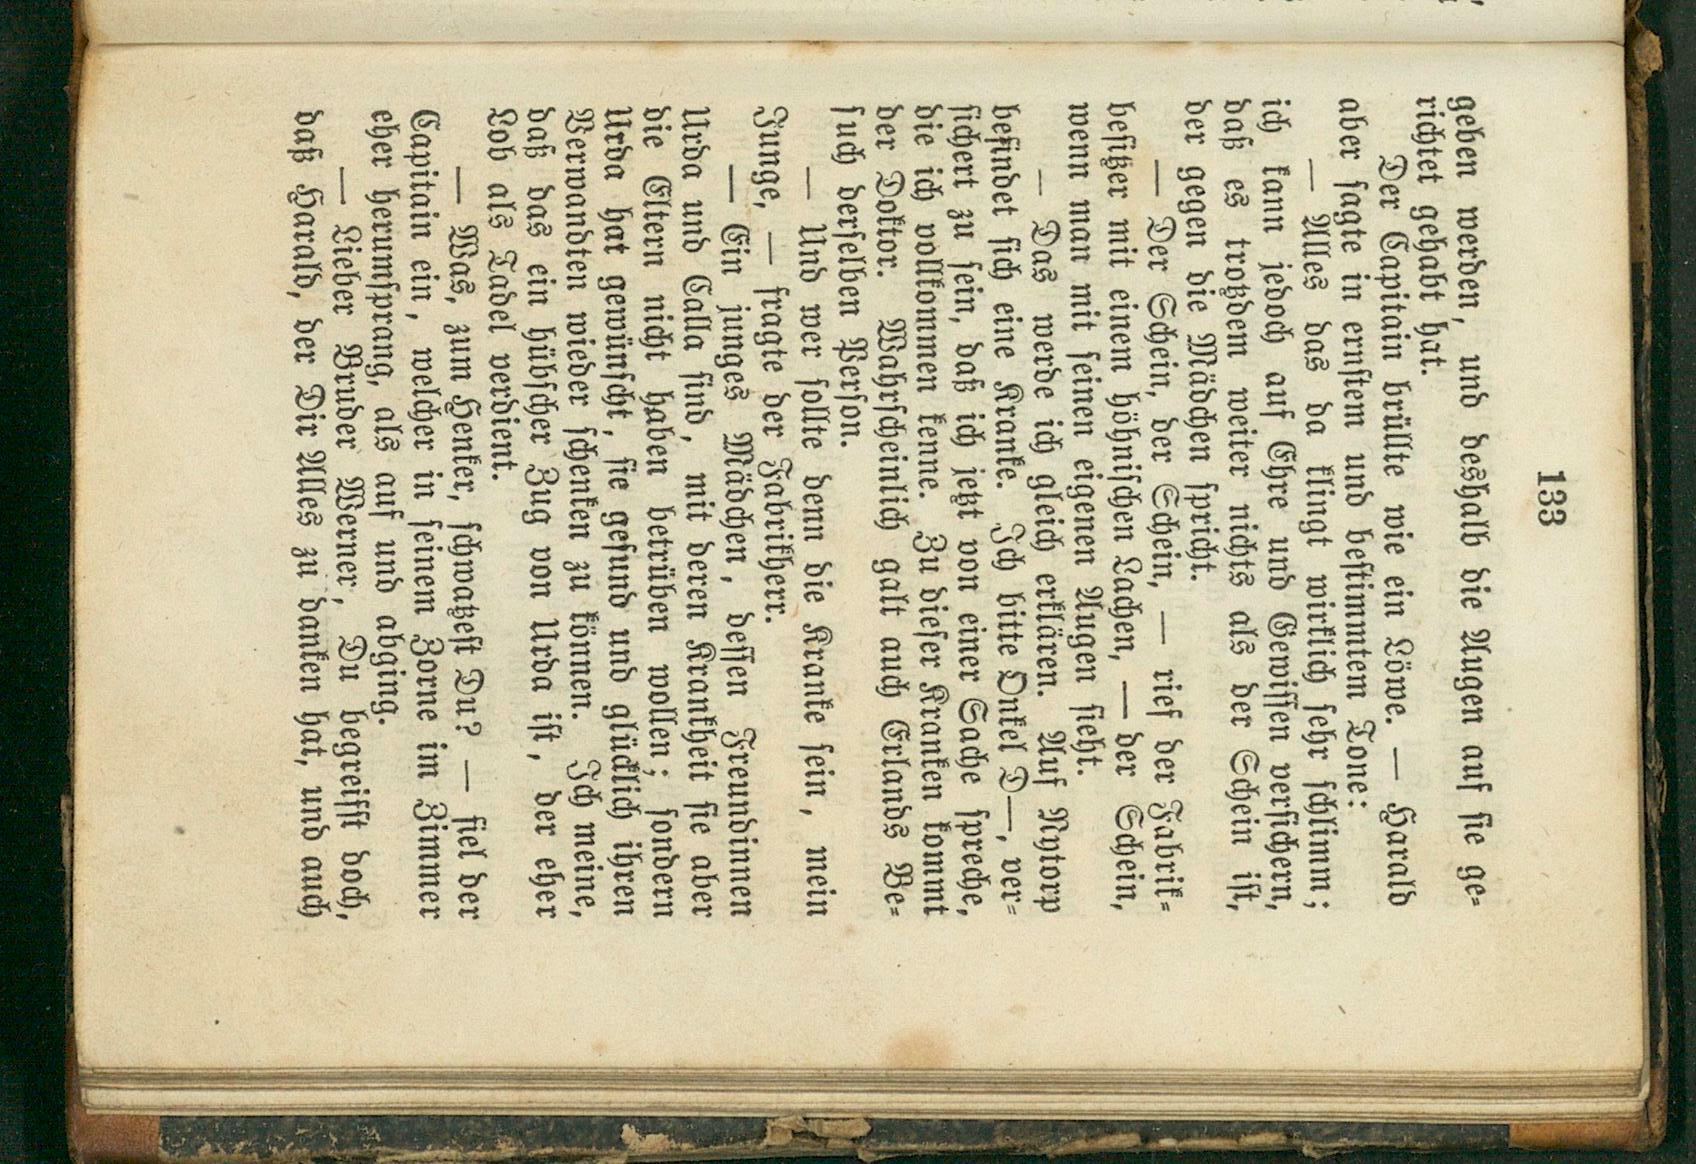 133
geben werden, und deshalb die Augen auf sie ge-
richtet gehabt hat.
Der Capitain brüllte wie ein Löwe. — Harald
aber sagte in ernstem und bestimmtem Tone:
— Alles das da klingt wirklich sehr schlimm;
ich kann jedoch auf Ehre und Gewissen versichern,
daß es trotzdem weiter nichts als der Schein ist,
der gegen die Mädchen spricht.
— Der Schein, der Schein, — rief der Fabrik-
besitzer mit einem höhnischen Lachen, — der Schein,
wenn man mit seinen eigenen Augen sieht.
— Das werde ich gleich erklären. Auf Nytorp
befindet sich eine Kranke. Ich bitte Onkel D—, ver-
sichert zu sein, daß ich jetzt von einer Sache spreche,
die ich vollkommen kenne. Zu dieser Kranken kommt
der Doktor. Wahrscheinlich galt auch Erlands Be-
such derselben Person.
— Und wer sollte denn die Kranke sein, mein
Junge, — fragte der Fabrikherr.
— Ein junges Mädchen, dessen Freundinnen
Urda und Calla sind, mit deren Krankheit sie aber
die Eltern nicht haben betrüben wollen; sondern
Urda hat gewünscht, sie gesund und glücklich ihren
Verwandten wieder schenken zu können. Ich meine,
daß das ein hübscher Zug von Urda ist, der eher
Lob als Tadel verdient.
— Was, zum Henker, schwatzest Du? — fiel der
Capitain ein, welcher in seinem Zorne im Zimmer
eher herumsprang, als auf und abging.
— Lieber Bruder Werner, Du begreifst doch,
daß Harald, der Dir Alles zu danken hat, und auch